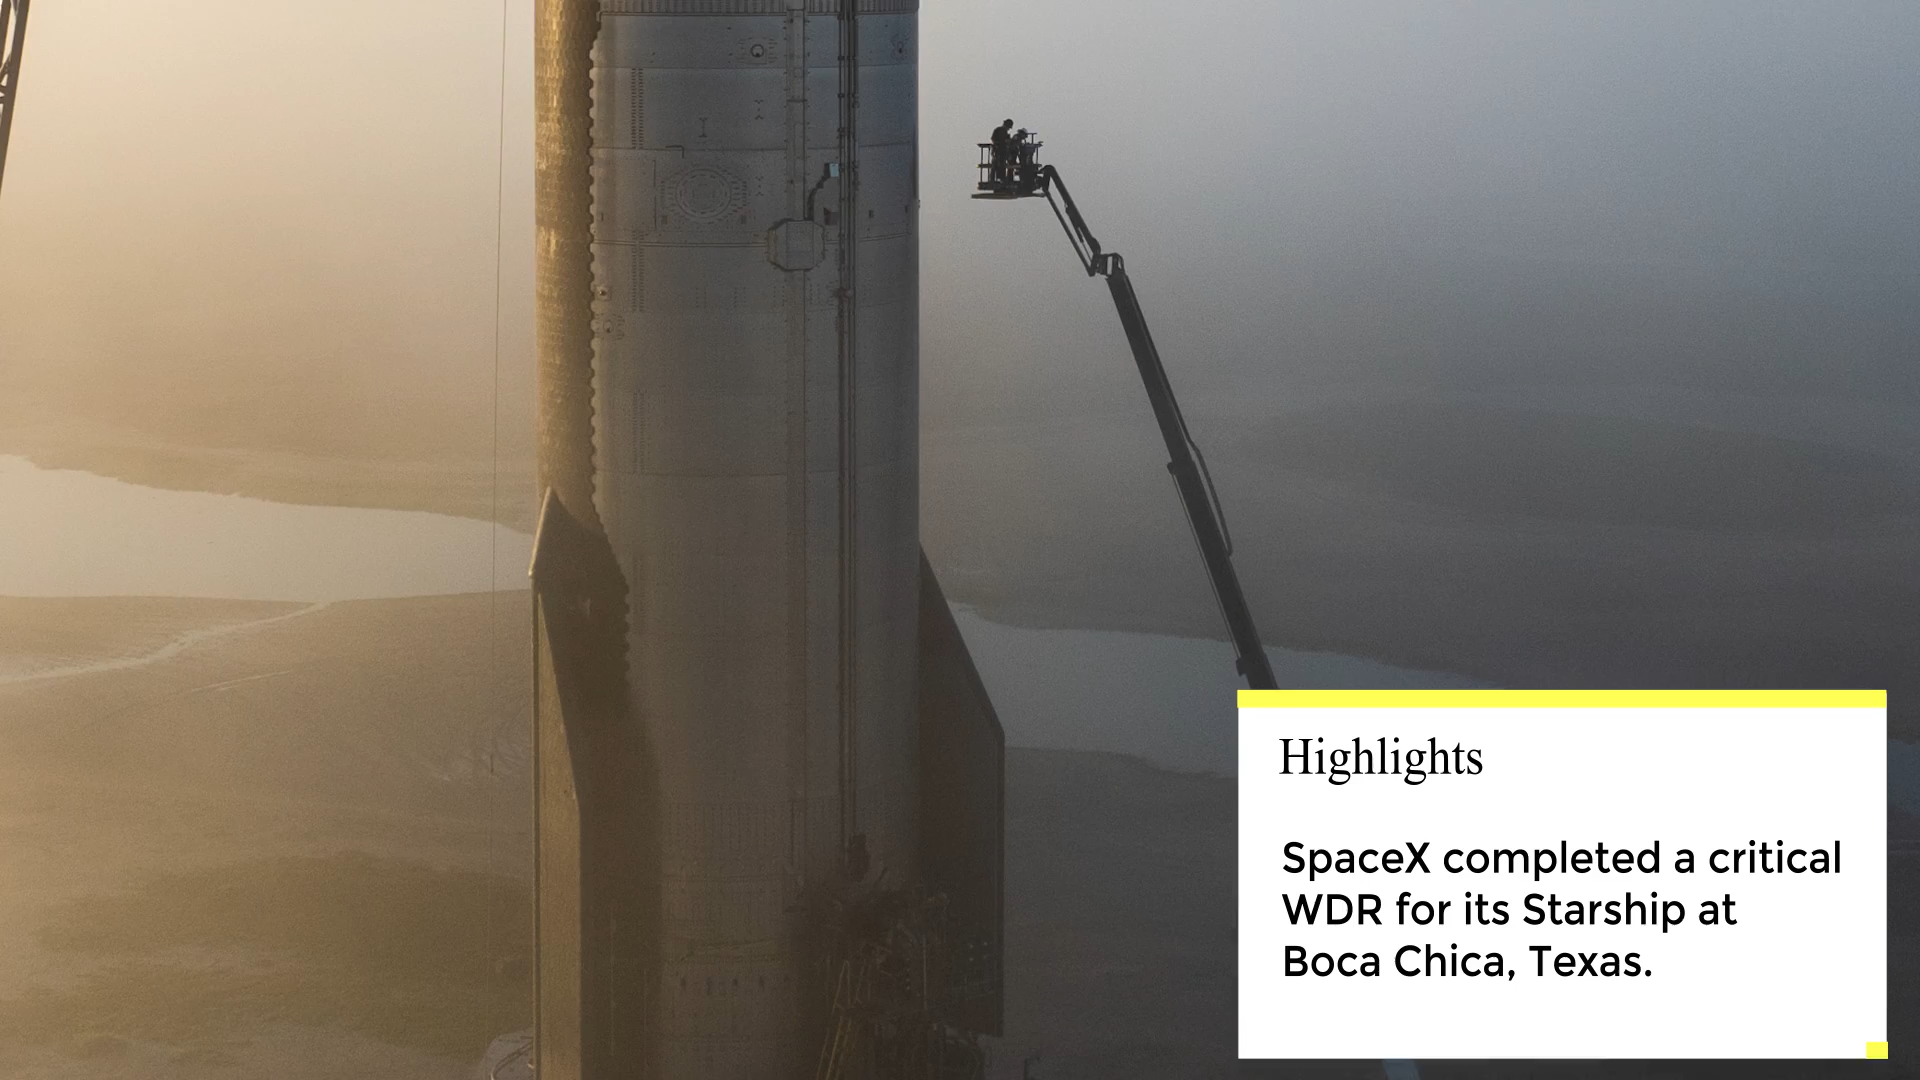 Highlights
SpaceX completed a critical
WDR for its Starship at
Boca Chica, Texas.